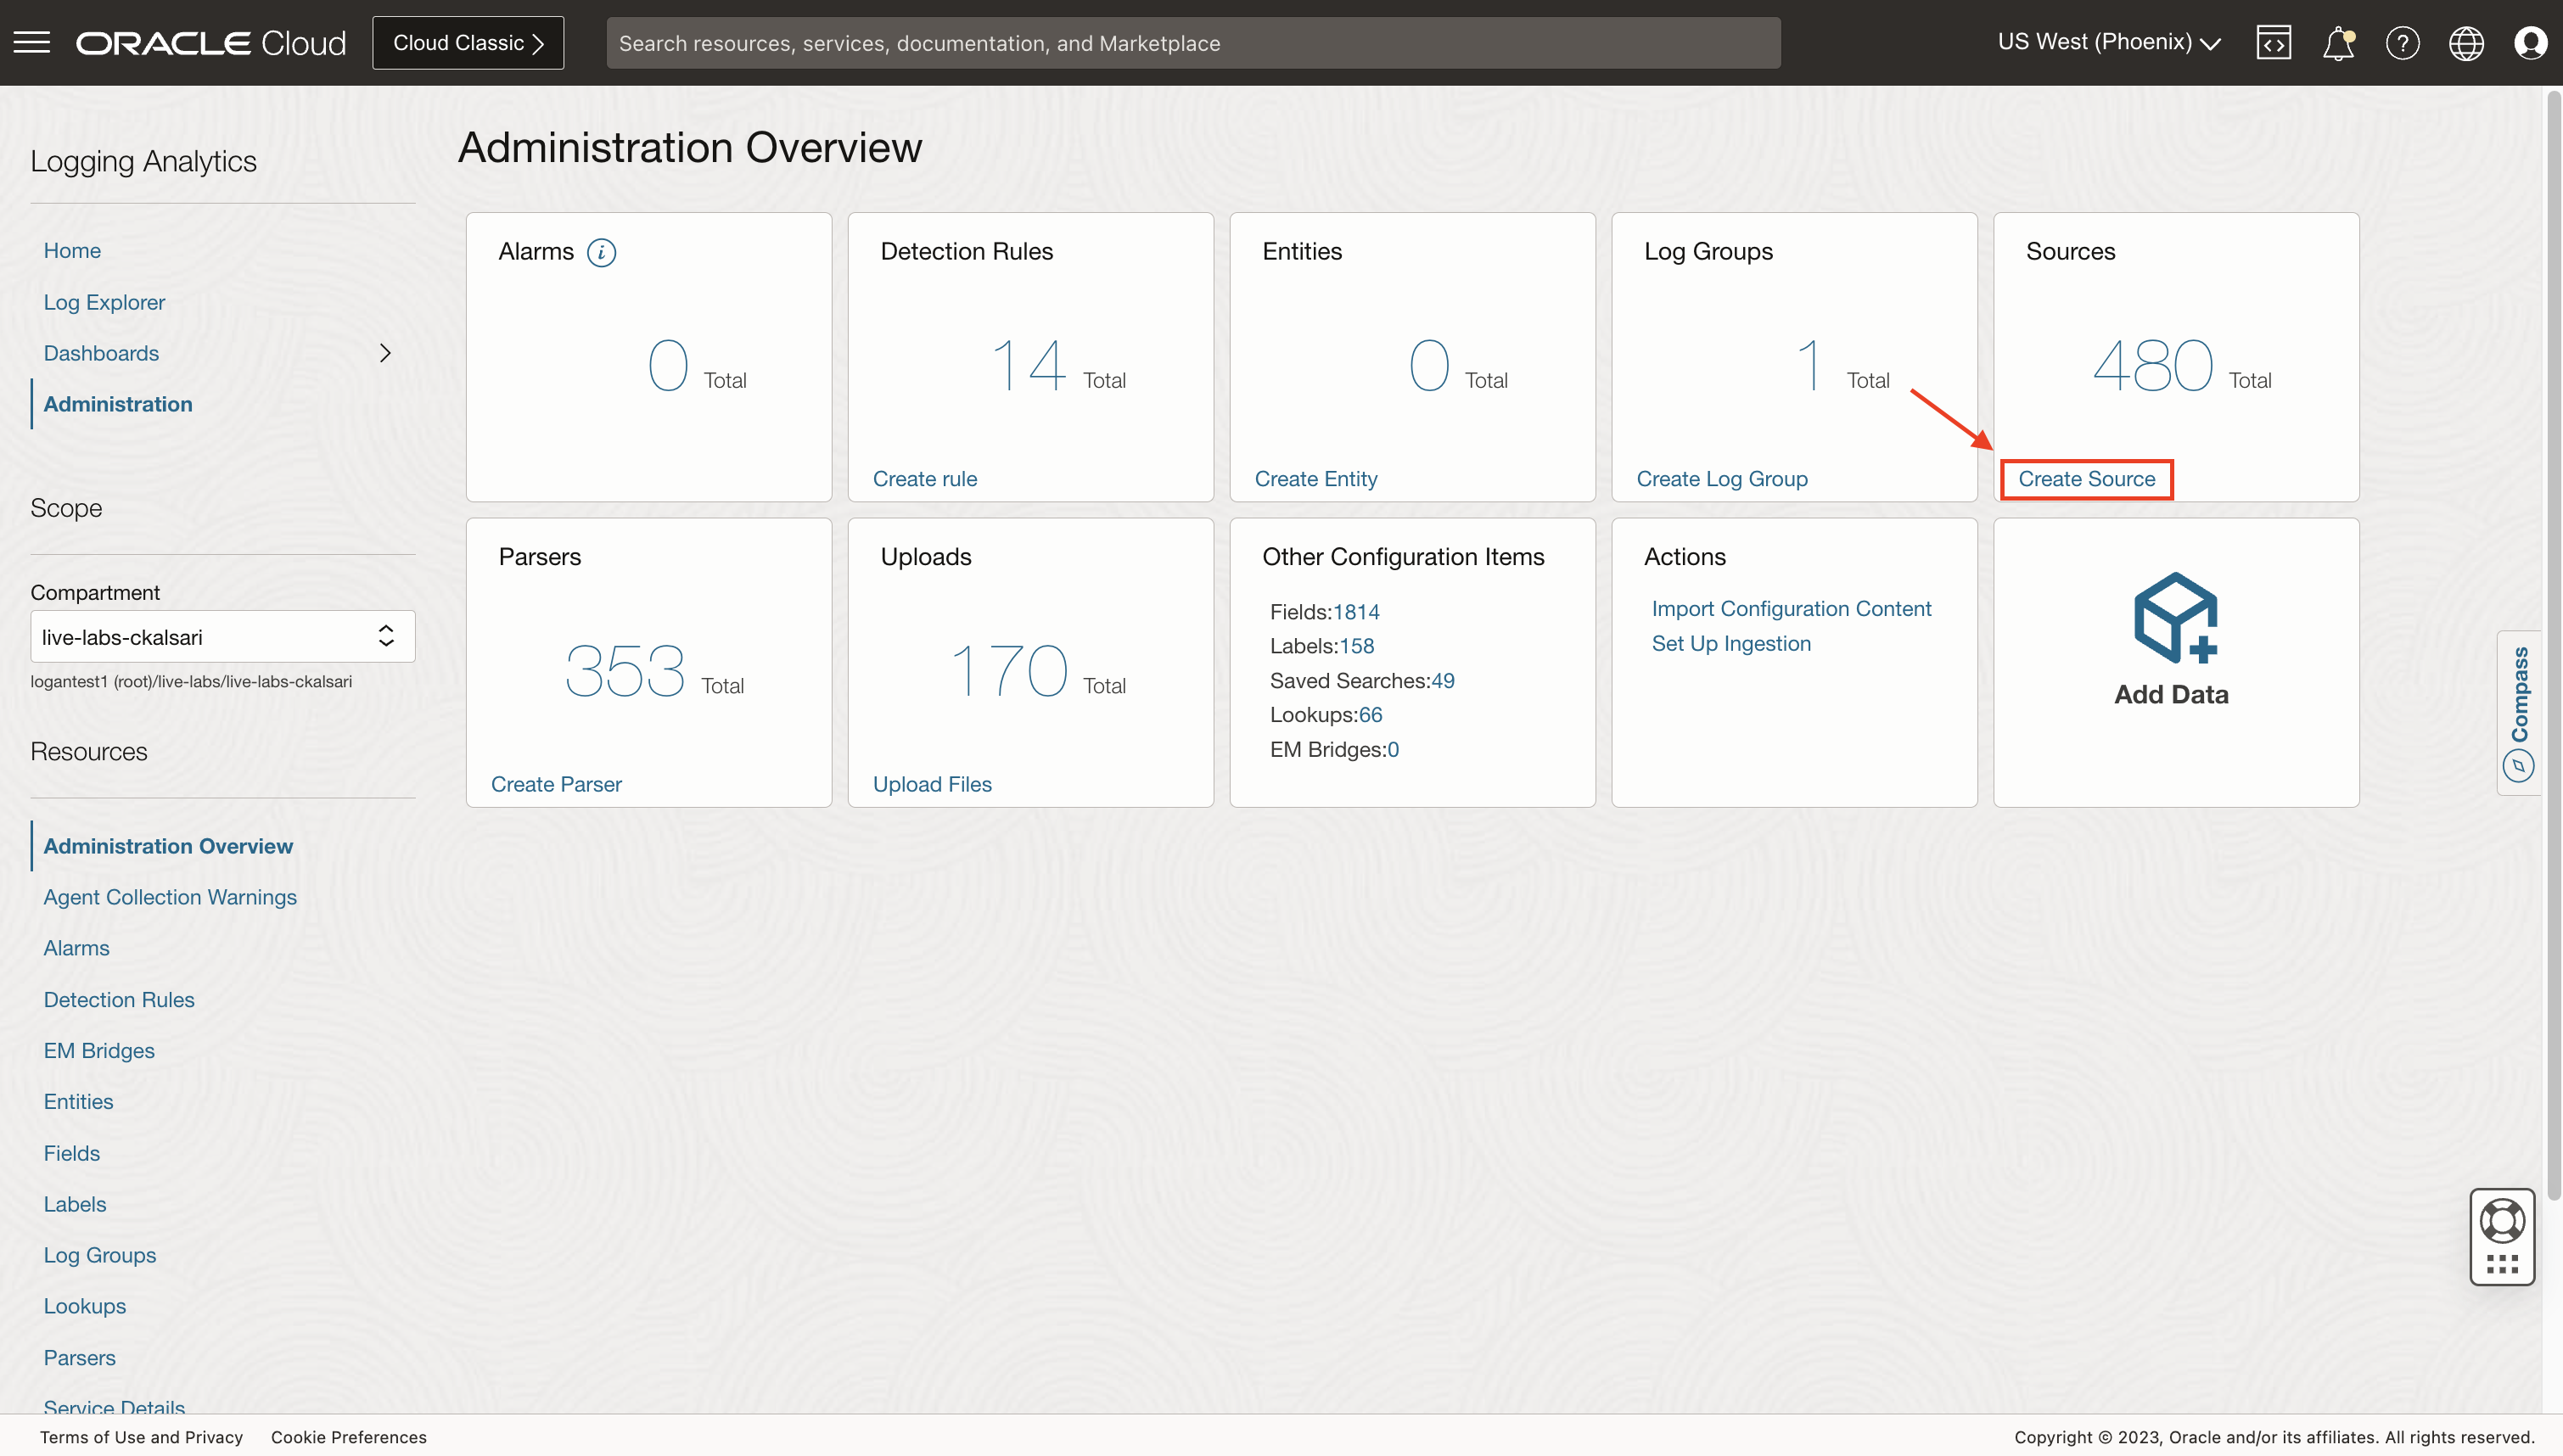 ORACLE Cloud
Cloud Classic
Search resources, services, documentation, and Marketplace
US West (Phoenix)
Logging Analytics
Home
Log Explorer
Dashboards
Administration
Scope
Compartment
live-labs-ckalsari
logantest1 (root)/live-labs/live-labs-ckalsari
Resources
Administration Overview
Agent Collection Warnings
Alarms
Detection Rules
EM Bridges
Entities
Fields
Labels
Log Groups
Lookups
Parsers
Service Details
Administration Overview
Alarms
0 Total
Detection Rules
14 Total
Create rule
Entities
0 Total
Create Entity
Log Groups
1 Total
Create Log Group
Sources
480 Total
Create Source
Parsers
353 Total
Create Parser
Uploads
170 Total
Upload Files
Other Configuration Items
Fields:1814
Labels:158
Saved Searches:49
Lookups:66
EM Bridges:0
Actions
Import Configuration Content
Set Up Ingestion
Add Data
Compass
Terms of Use and Privacy
Cookie Preferences
Copyright © 2023, Oracle and/or its affiliates. All rights reserved.